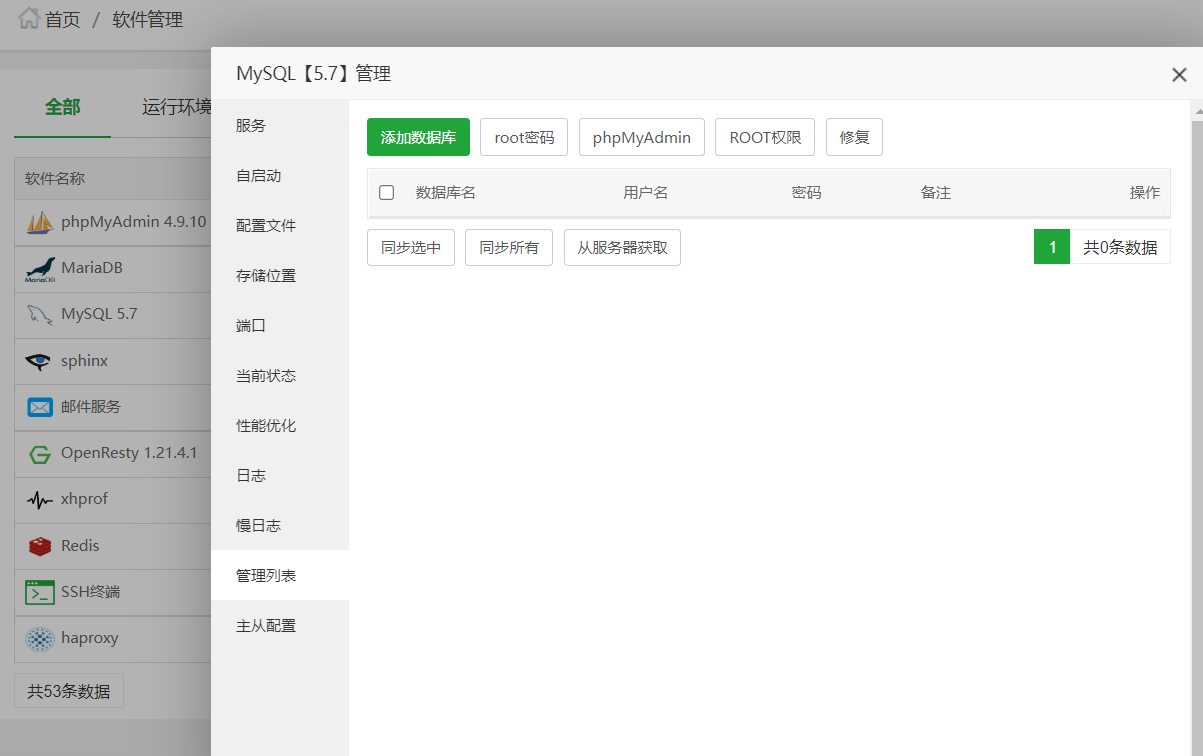 首页 / 软件管理
全部 运行环境
软件名称
phpMyAdmin 4.9.10
MariaDB
MySQL 5.7
sphinx
邮件服务
OpenResty 1.21.4.1
xhprof
Redis
SSH终端
haproxy
共53条数据
MySQL【5.7】管理
服务
自启动
配置文件
存储位置
端口
当前状态
性能优化
日志
慢日志
管理列表
主从配置
添加数据库 root密码 phpMyAdmin ROOT权限 修复
数据库名 用户名 密码 备注 操作
同步选中 同步所有 从服务器获取 1 共0条数据